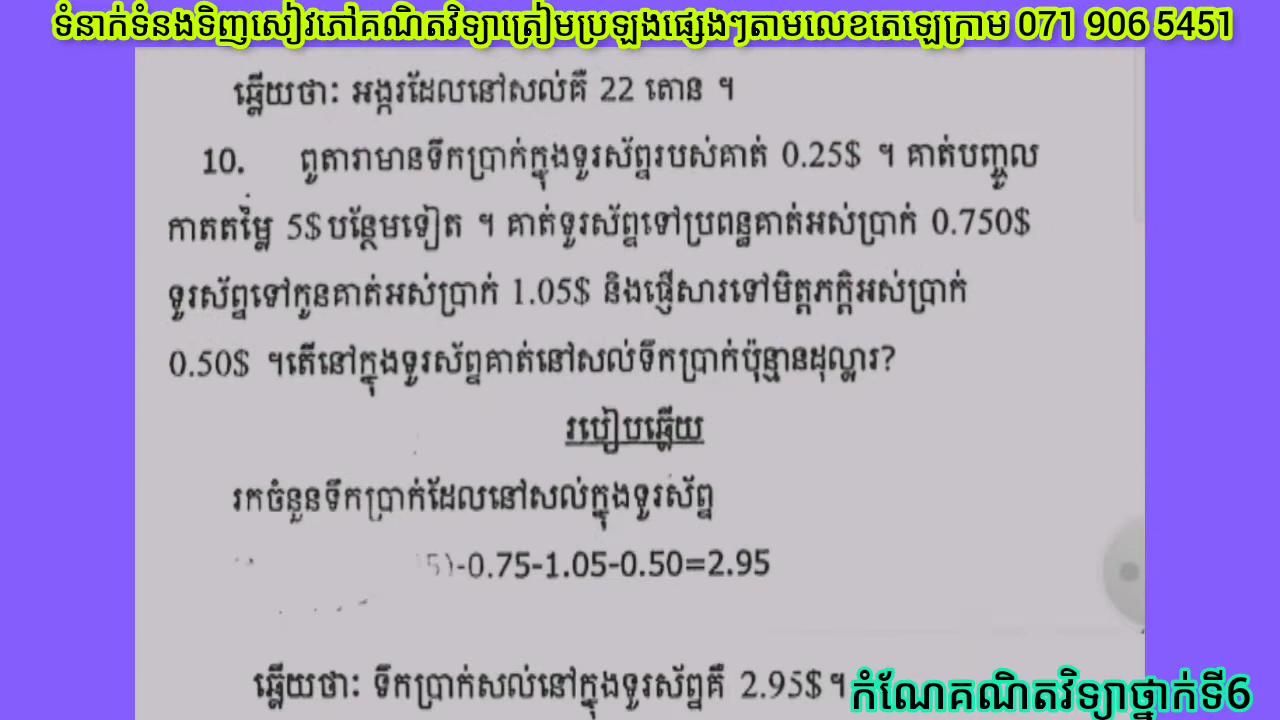 ទំនាក់ទំនងទិញសៀវភៅគណិតវិទ្យាត្រៀមប្រឡងផ្សេងៗតាមលេខតេឡេក្រាម 071 906 5451
ឆ្លើយថា: អង្ករដែលនៅសល់គឺ 22 តោន ។
10. ពូតារាមានទឹកប្រាក់ក្នុងទូរស័ព្ទរបស់គាត់ 0.25$ ។ គាត់បញ្ចូល
កាតតម្លៃ 5$ បន្ថែមទៀត ។ គាត់ទូរស័ព្ទទៅប្រពន្ធគាត់អស់ប្រាក់ 0.750$
ទូរស័ព្ទទៅកូនគាត់អស់ប្រាក់ 1.05$ និងផ្ញើសារទៅមិត្តភក្តិអស់ប្រាក់
0.50$ ។តើនៅក្នុងទូរស័ព្ទគាត់នៅសល់ទឹកប្រាក់ប៉ុន្មានដុល្លារ?
របៀបឆ្លើយ
រកចំនួនទឹកប្រាក់ដែលនៅសល់ក្នុងទូរស័ព្ទ
5)-0.75-1.05-0.50=2.95
ឆ្លើយថា: ទឹកប្រាក់សល់នៅក្នុងទូរស័ព្ទគឺ 2.95$ ។
កំណែគណិតវិទ្យាថ្នាក់ទី6